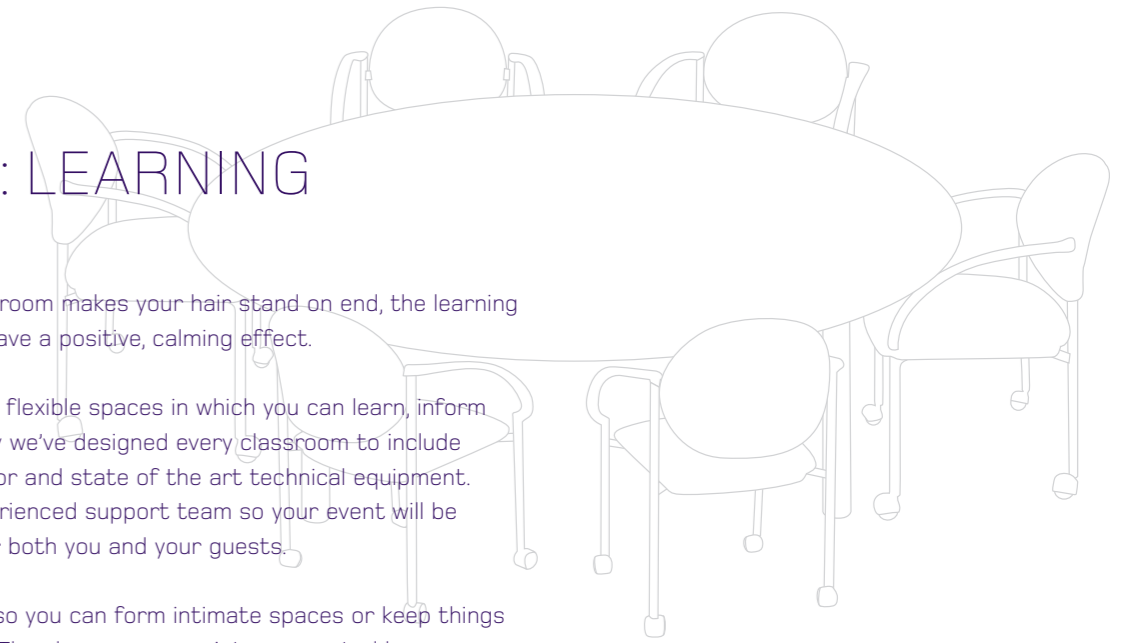 : LEARNING
room makes your hair stand on end, the learning
ave a positive, calming effect.
flexible spaces in which you can learn, inform
we've designed every classroom to include
or and state of the art technical equipment.
rienced support team so your event will be
both you and your guests.
so you can form intimate spaces or keep things